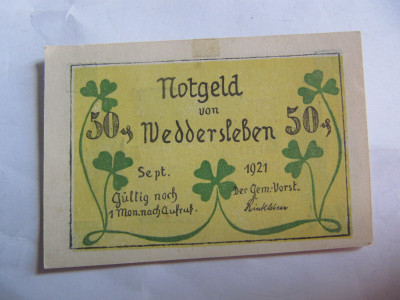 Notgeld
von
50 ₰ Weddersleben 50 ₰
Sept. 1921
Gültig noch
1 Mon. nach Aufruf.
Der Gem: Vorst.